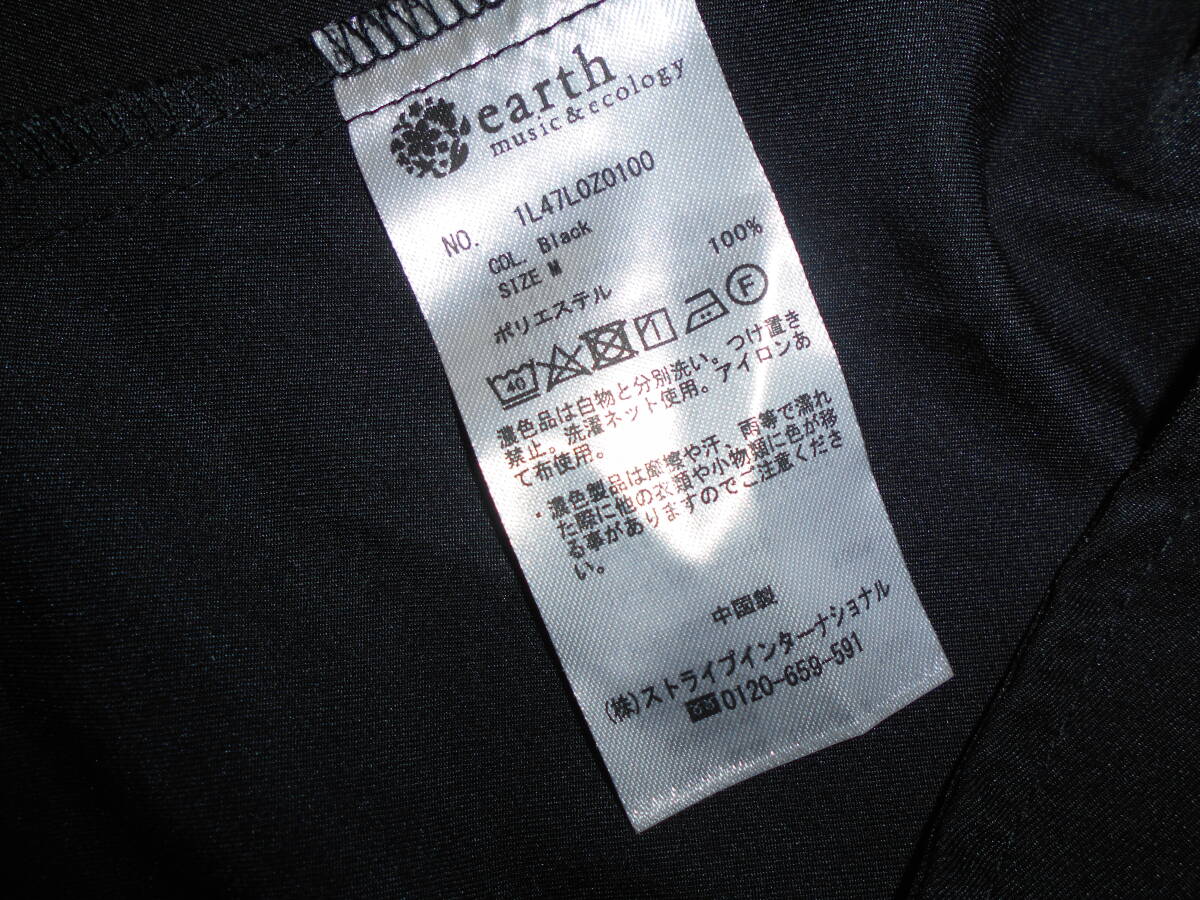 earth
music & ecology
NO. 1L47L0Z0100
COL. Black
SIZE M
ポリエステル 100%
40 F
濃色品は白物と分別洗い。つけ置き
禁止。洗濯ネット使用。アイロンあ
て布使用。
・濃色製品は摩擦や汗、雨等で濡れ
た際に他の衣類や小物類に色が移
る事がありますのでご注意くださ
い。
中国製
(株)ストライプインターナショナル
0120-659-591